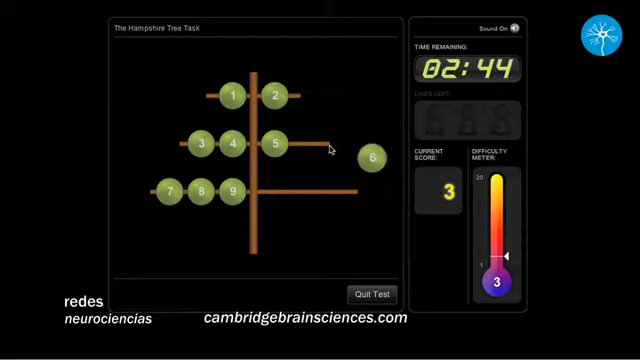 The Hampshire Tree Task
Sound On
TIME REMAINING:
02:44
LIVES LEFT:
1 2
3 4 5
6
7 8 9
CURRENT SCORE:
3
DIFFICULTY METER:
20
1
3
Quit Test
redes
neurociencias
cambridgebrainsciences.com